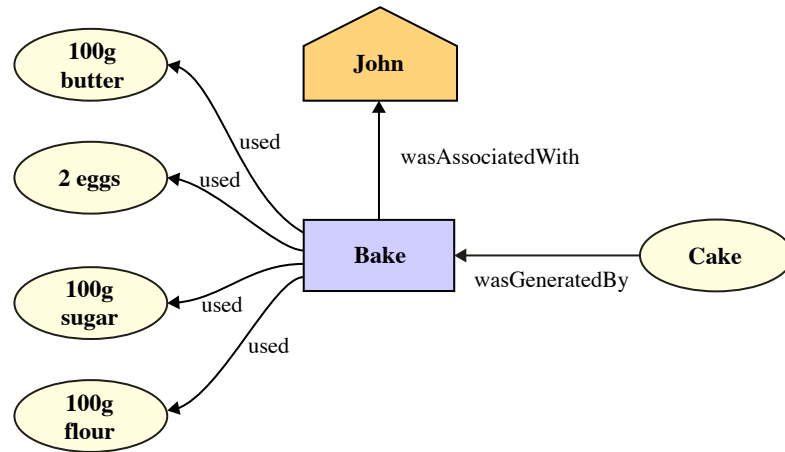 100g
butter
John
used
wasAssociatedWith
2 eggs
used
Bake
Cake
wasGeneratedBy
100g
sugar
used
used
100g
flour